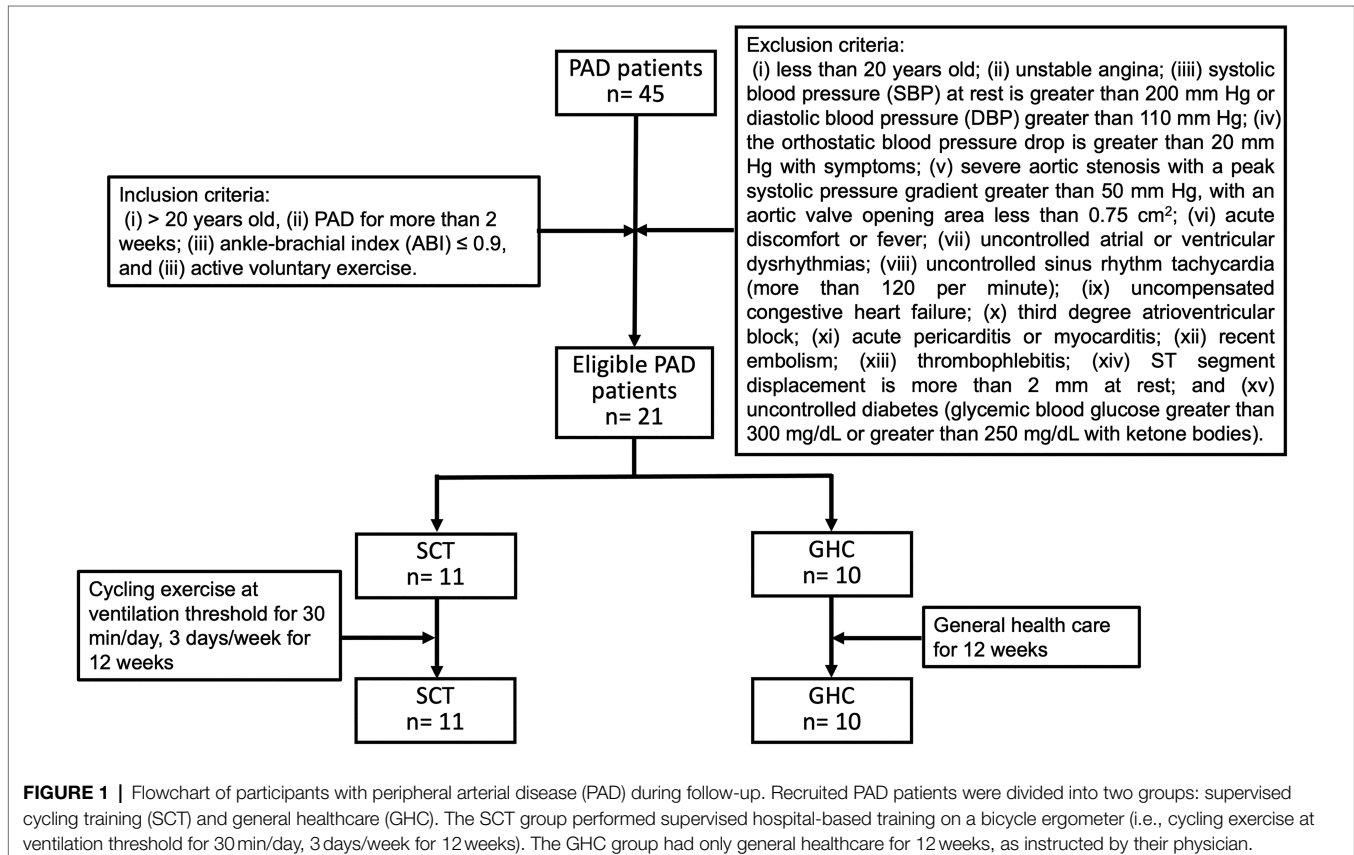 PAD patients
n= 45
Exclusion criteria:
(i) less than 20 years old; (ii) unstable angina; (iiii) systolic
blood pressure (SBP) at rest is greater than 200 mm Hg or
diastolic blood pressure (DBP) greater than 110 mm Hg; (iv)
the orthostatic blood pressure drop is greater than 20 mm
Hg with symptoms; (v) severe aortic stenosis with a peak
systolic pressure gradient greater than 50 mm Hg, with an
aortic valve opening area less than 0.75 cm²; (vi) acute
discomfort or fever; (vii) uncontrolled atrial or ventricular
dysrhythmias; (viii) uncontrolled sinus rhythm tachycardia
(more than 120 per minute); (ix) uncompensated
congestive heart failure; (x) third degree atrioventricular
block; (xi) acute pericarditis or myocarditis; (xii) recent
embolism; (xiii) thrombophlebitis; (xiv) ST segment
displacement is more than 2 mm at rest; and (xv)
uncontrolled diabetes (glycemic blood glucose greater than
300 mg/dL or greater than 250 mg/dL with ketone bodies).
Inclusion criteria:
(i) > 20 years old, (ii) PAD for more than 2
weeks; (iii) ankle-brachial index (ABI) ≤ 0.9,
and (iii) active voluntary exercise.
Eligible PAD
patients
n= 21
SCT
n= 11
GHC
n= 10
Cycling exercise at
ventilation threshold for 30
min/day, 3 days/week for
12 weeks
General health care
for 12 weeks
SCT
n= 11
GHC
n= 10
FIGURE 1 | Flowchart of participants with peripheral arterial disease (PAD) during follow-up. Recruited PAD patients were divided into two groups: supervised
cycling training (SCT) and general healthcare (GHC). The SCT group performed supervised hospital-based training on a bicycle ergometer (i.e., cycling exercise at
ventilation threshold for 30 min/day, 3 days/week for 12 weeks). The GHC group had only general healthcare for 12 weeks, as instructed by their physician.